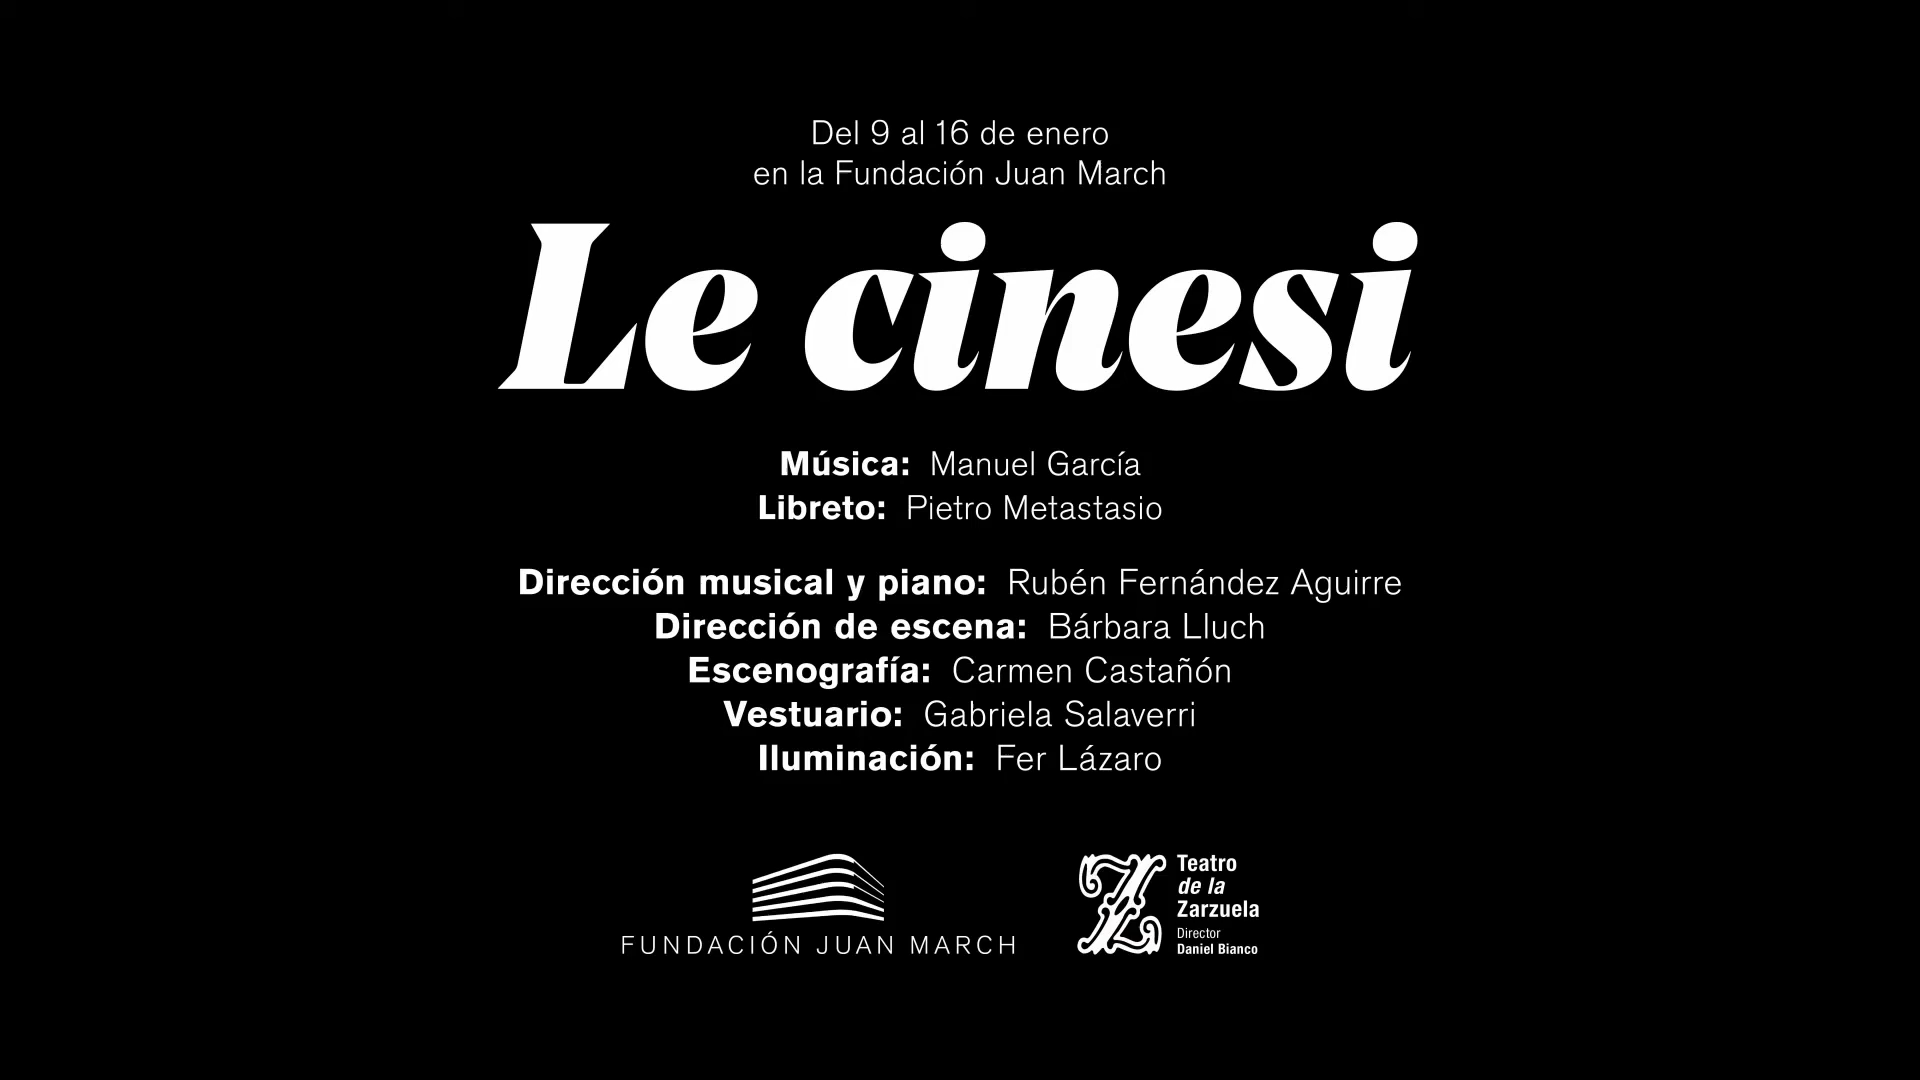 Del 9 al 16 de enero
en la Fundación Juan March
Le cinesi
Música: Manuel García
Libreto: Pietro Metastasio
Dirección musical y piano: Rubén Fernández Aguirre
Dirección de escena: Bárbara Lluch
Escenografía: Carmen Castañón
Vestuario: Gabriela Salaverri
Iluminación: Fer Lázaro
FUNDACIÓN JUAN MARCH
Z
Teatro
de la
Zarzuela
Director
Daniel Bianco